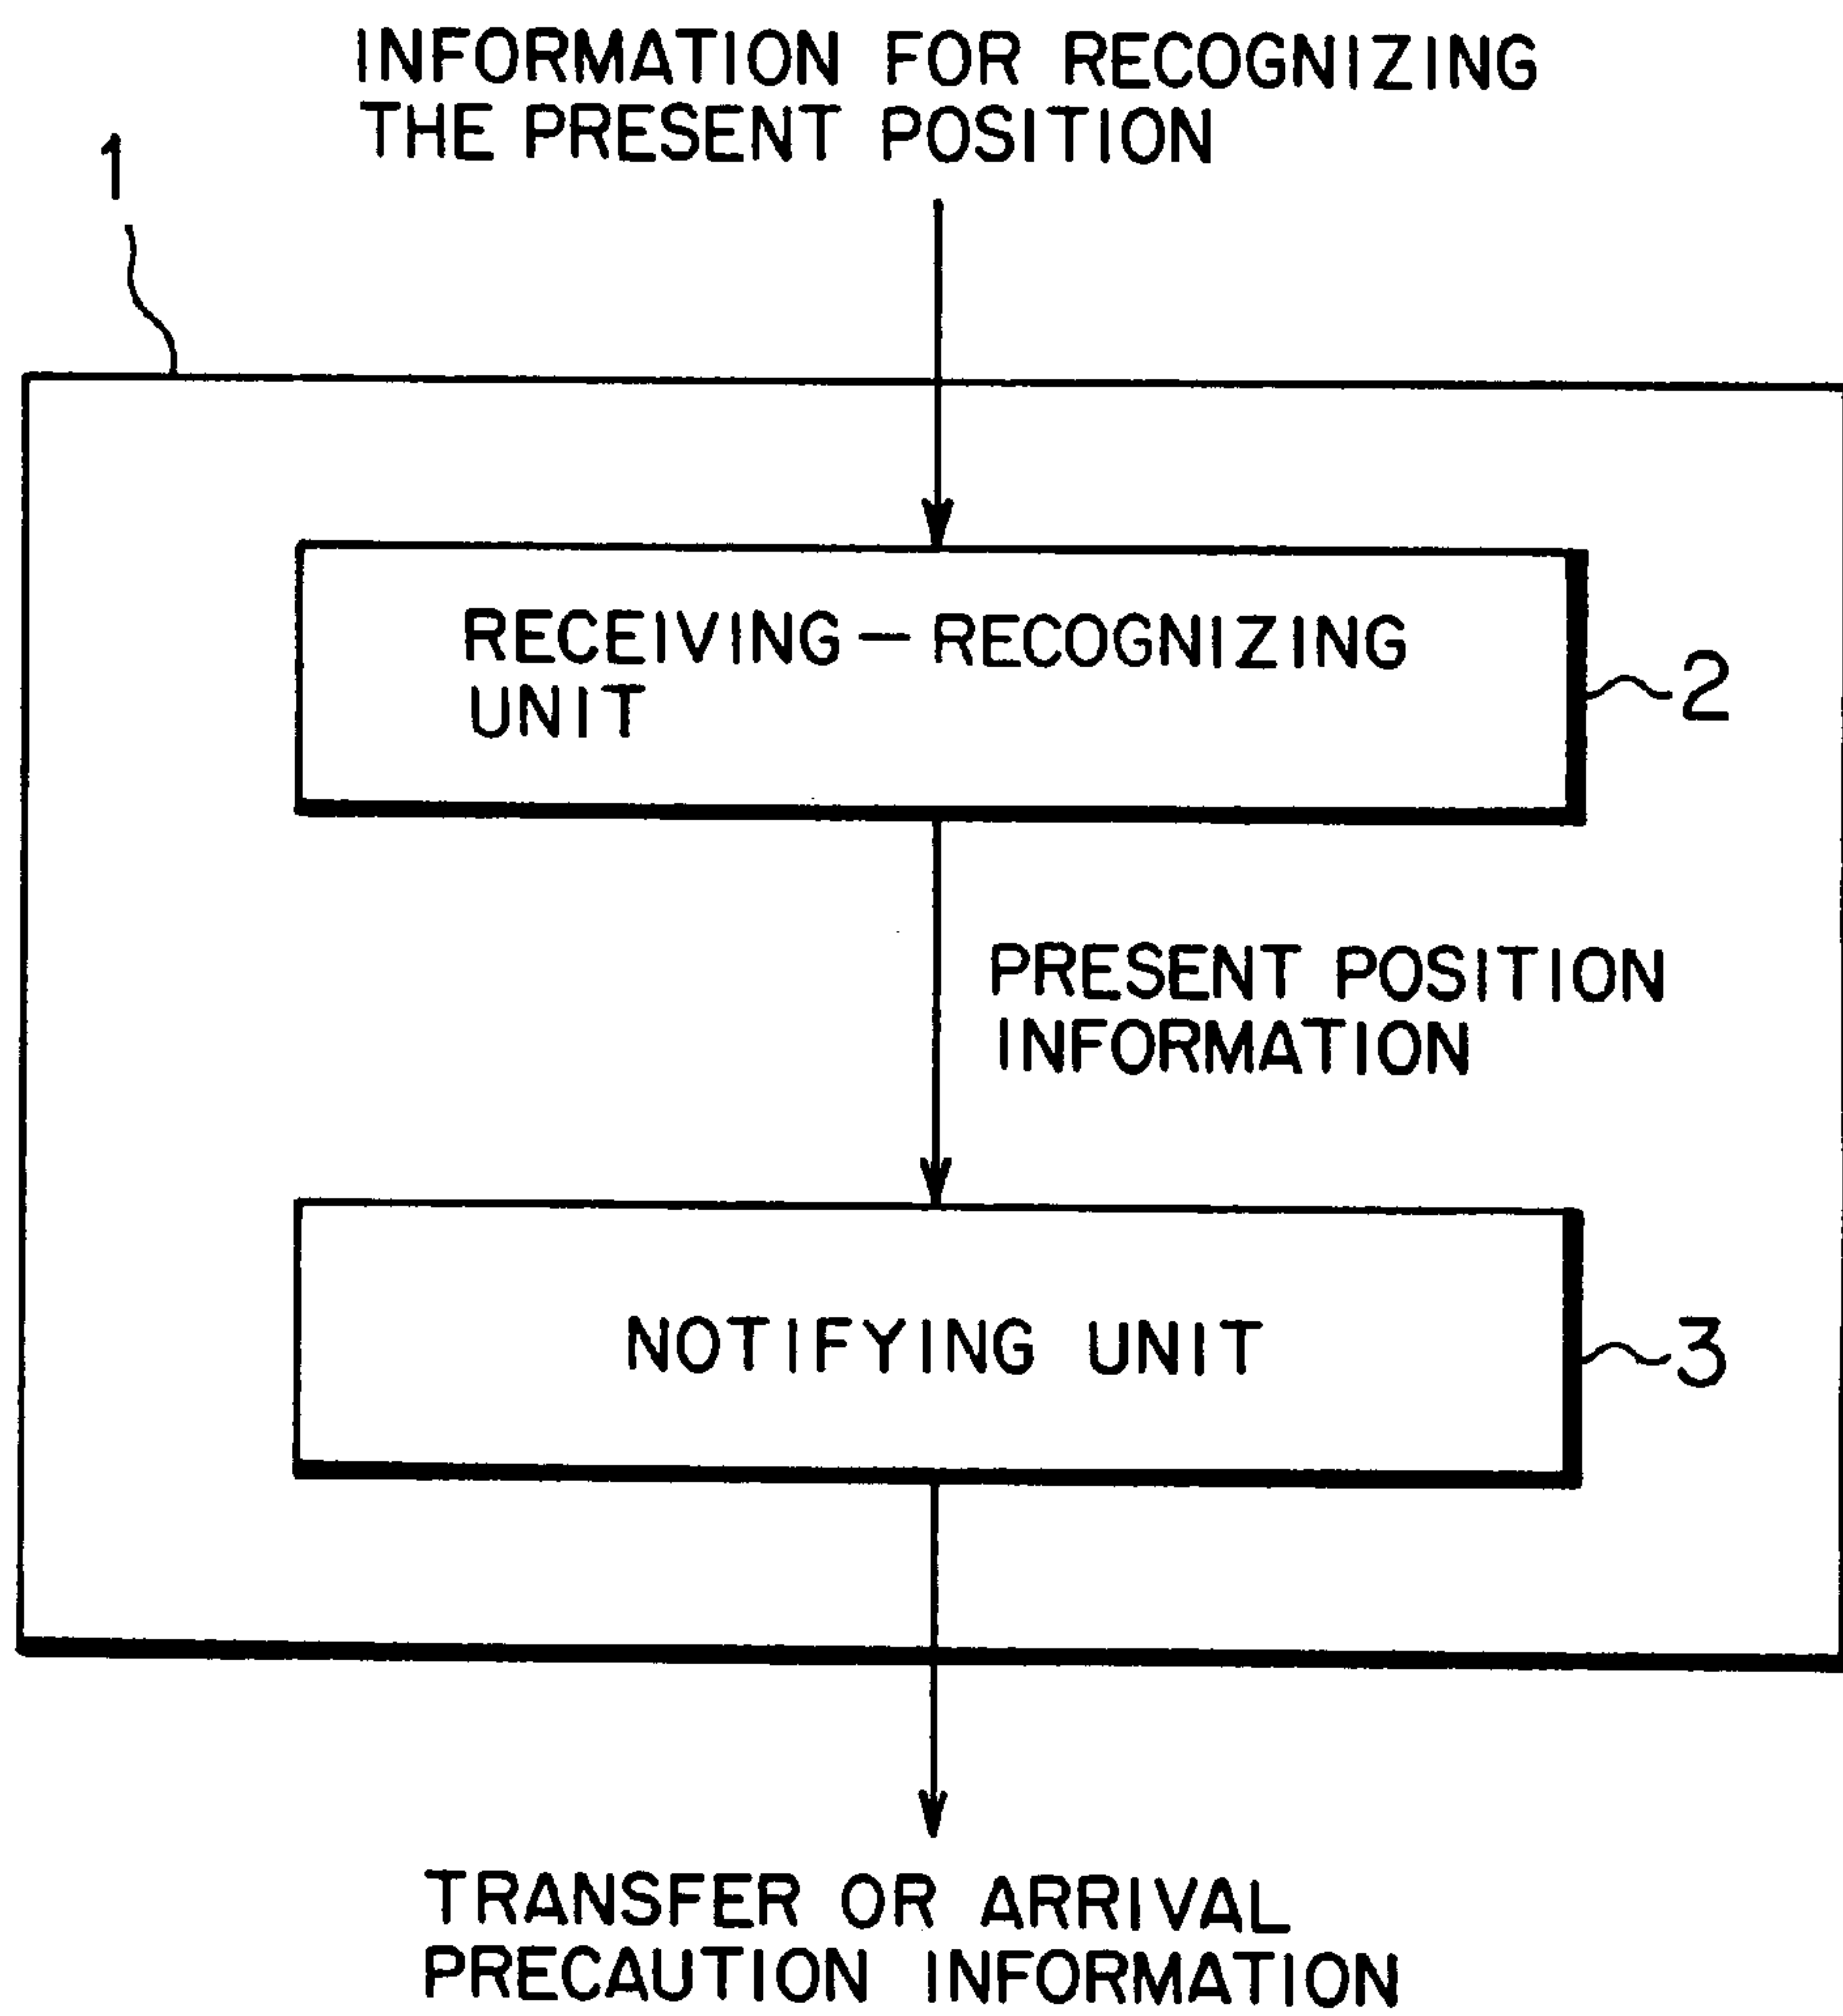 INFORMATION FOR RECOGNIZING
THE PRESENT POSITION
1
RECEIVING—RECOGNIZING
UNIT
2
PRESENT POSITION
INFORMATION
NOTIFYING UNIT
3
TRANSFER OR ARRIVAL
PRECAUTION INFORMATION